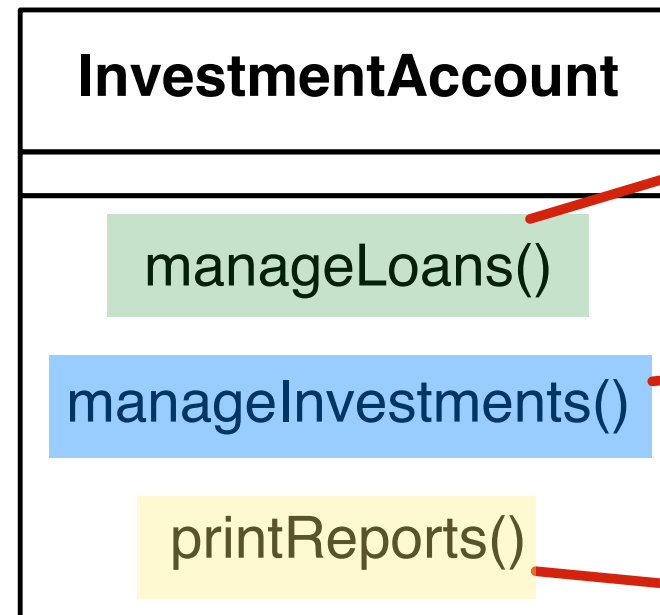 InvestmentAccount
manageLoans()
manageInvestments()
printReports()